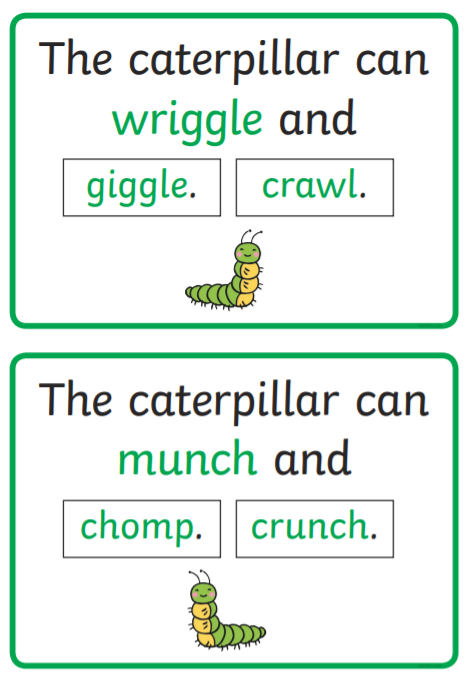 The caterpillar can
wriggle and
giggle. crawl.
The caterpillar can
munch and
chomp. crunch.